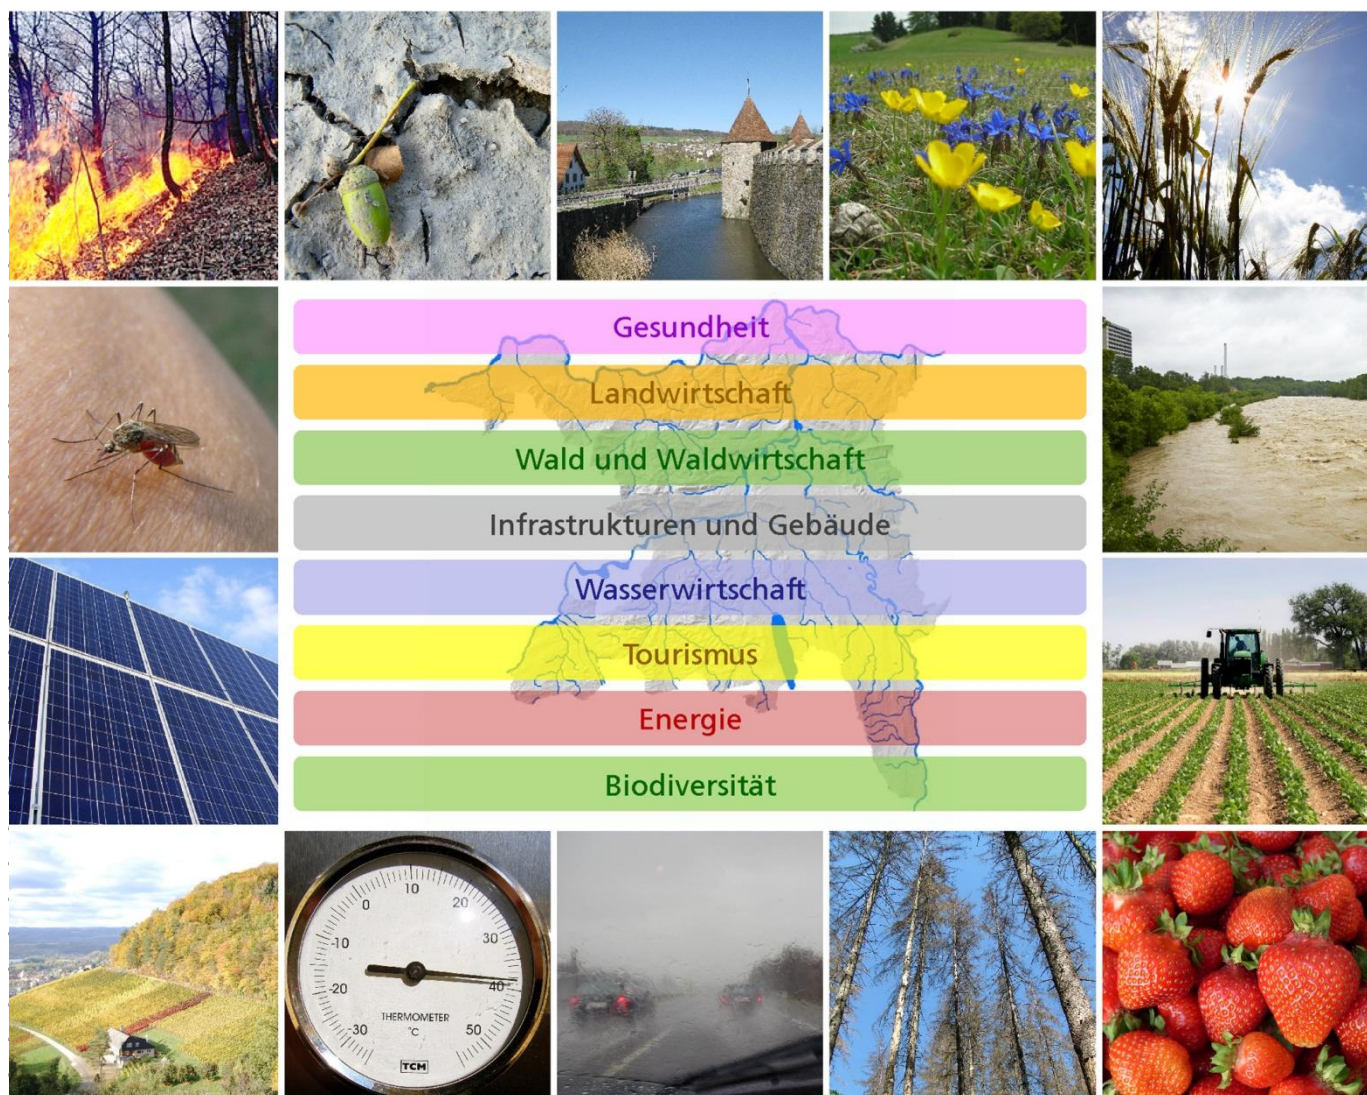 Gesundheit
Landwirtschaft
Wald und Waldwirtschaft
Infrastrukturen und Gebäude
Wasserwirtschaft
Tourismus
Energie
Biodiversität
10
0
20
-10
30
-20
40
THERMOMETER
°C
-30
50
TCM